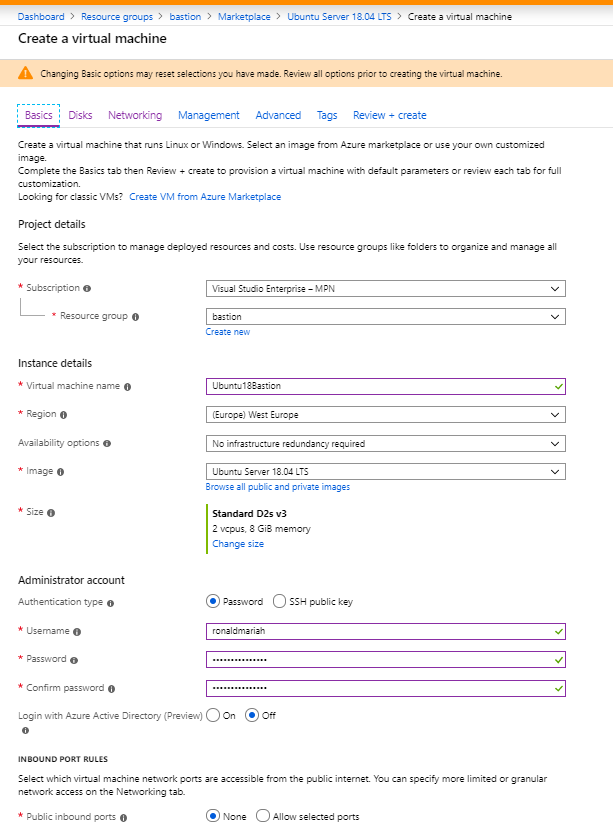 Dashboard > Resource groups > bastion > Marketplace > Ubuntu Server 18.04 LTS > Create a virtual machine
Create a virtual machine
Changing Basic options may reset selections you have made. Review all options prior to creating the virtual machine.
Basics Disks Networking Management Advanced Tags Review + create
Create a virtual machine that runs Linux or Windows. Select an image from Azure marketplace or use your own customized
image.
Complete the Basics tab then Review + create to provision a virtual machine with default parameters or review each tab for full
customization.
Looking for classic VMs? Create VM from Azure Marketplace
Project details
Select the subscription to manage deployed resources and costs. Use resource groups like folders to organize and manage all
your resources.
* Subscription Visual Studio Enterprise – MPN
* Resource group bastion
Create new
Instance details
* Virtual machine name Ubuntu18Bastion
* Region (Europe) West Europe
Availability options No infrastructure redundancy required
* Image Ubuntu Server 18.04 LTS
Browse all public and private images
* Size Standard D2s v3
2 vcpus, 8 GiB memory
Change size
Administrator account
Authentication type Password SSH public key
* Username ronaldmariah
* Password •••••••••••••••
* Confirm password •••••••••••••••
Login with Azure Active Directory (Preview) On Off
INBOUND PORT RULES
Select which virtual machine network ports are accessible from the public internet. You can specify more limited or granular
network access on the Networking tab.
* Public inbound ports None Allow selected ports